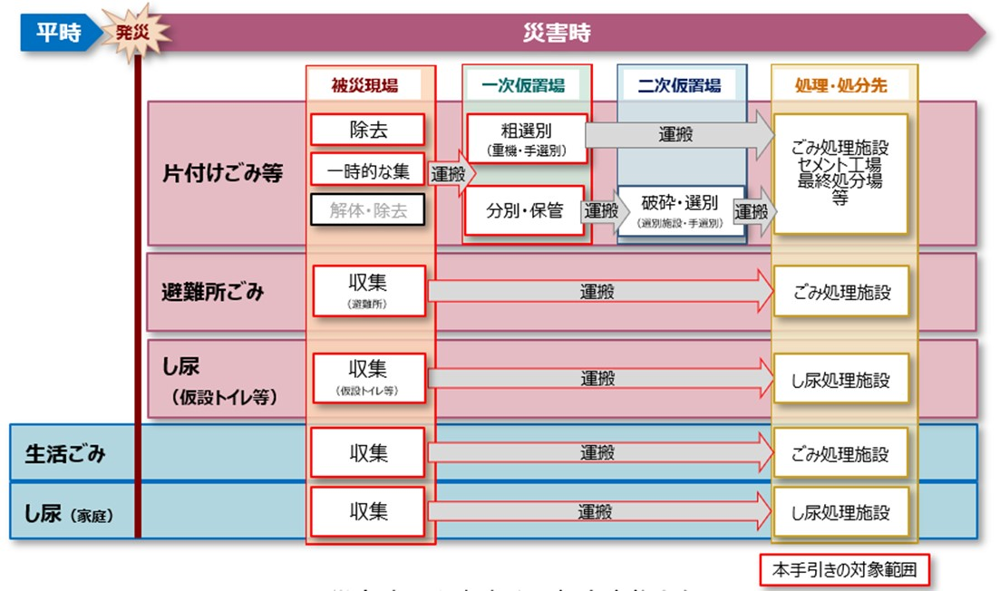 平時
発災
災害時
被災現場
一次仮置場
二次仮置場
処理・処分先
片付けごみ等
除去
一時的な集
解体・除去
運搬
粗選別
(重機・手選別)
分別・保管
運搬
運搬
破砕・選別
(選別施設・手選別)
運搬
ごみ処理施設
セメント工場
最終処分場
等
避難所ごみ
収集
(避難所)
運搬
ごみ処理施設
し尿
(仮設トイレ等)
収集
(仮設トイレ等)
運搬
し尿処理施設
生活ごみ
収集
運搬
ごみ処理施設
し尿(家庭)
収集
運搬
し尿処理施設
本手引きの対象範囲